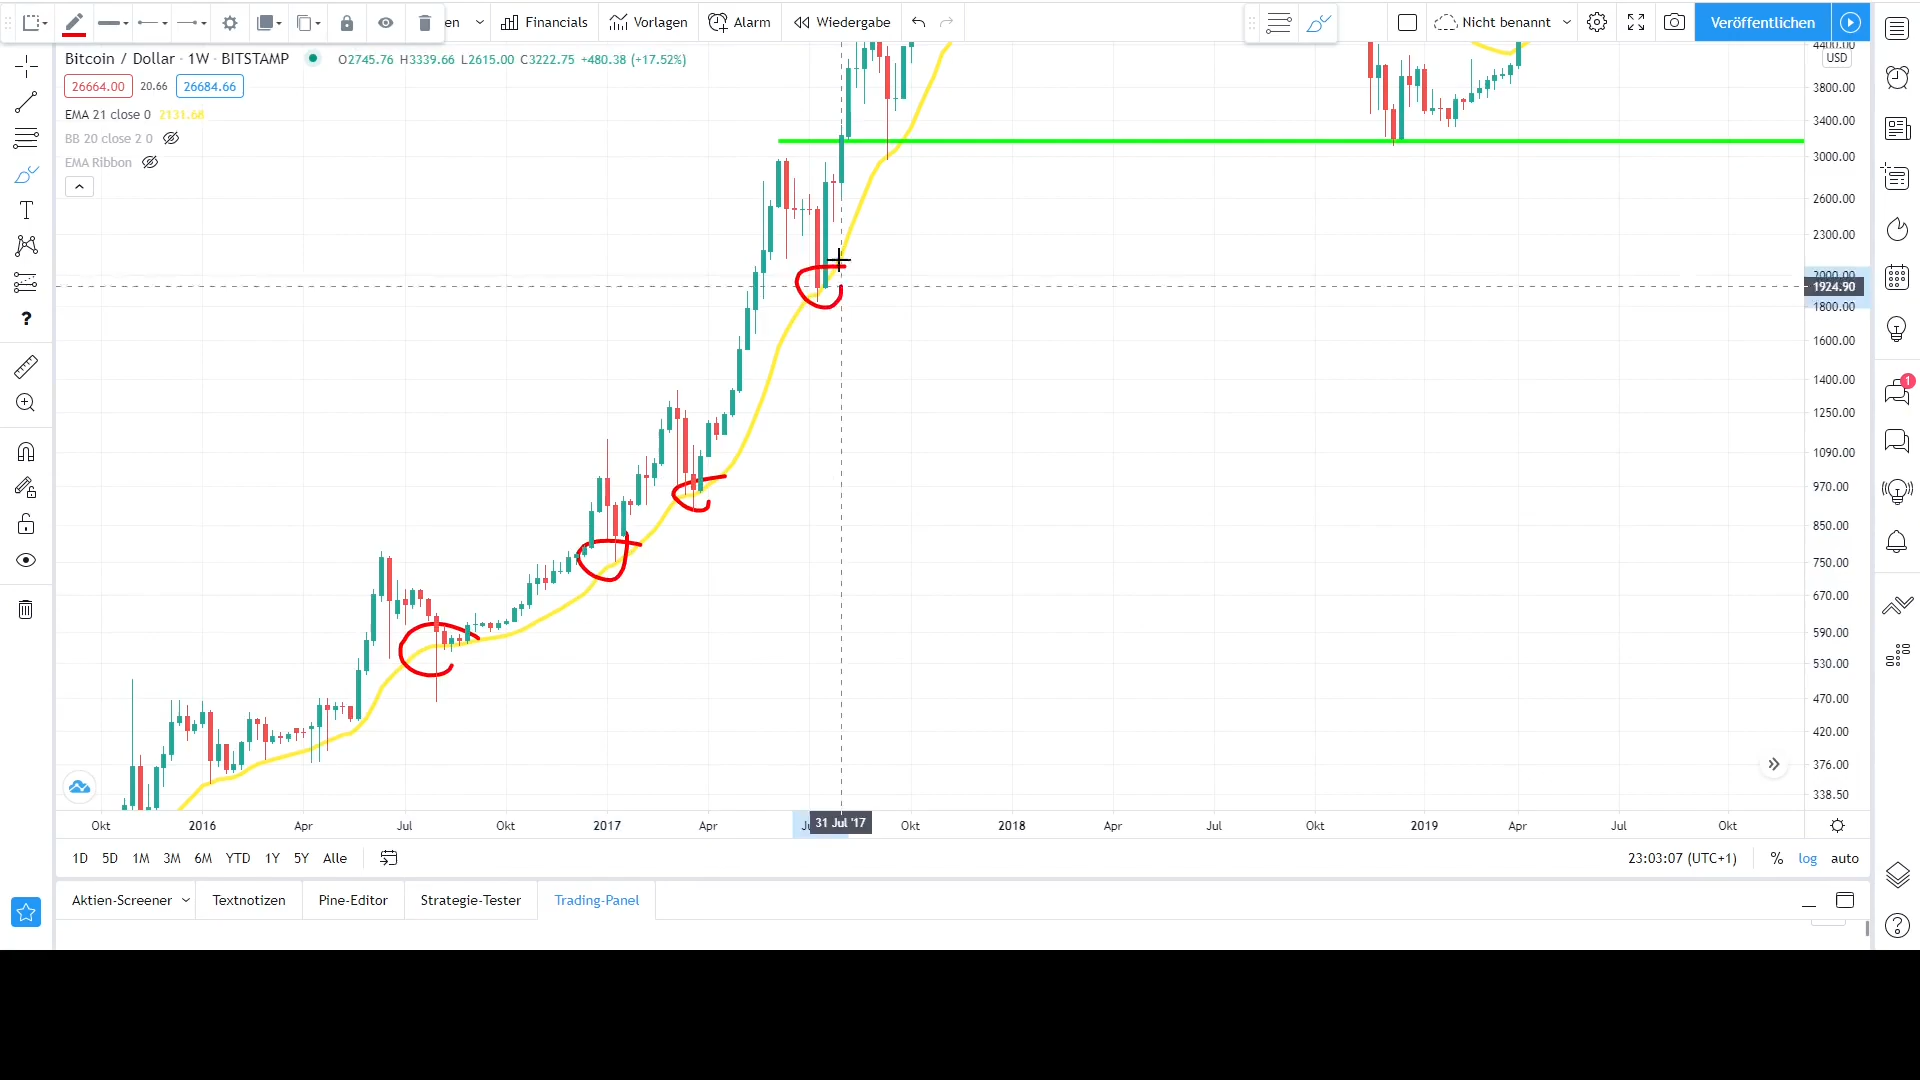 en
Financials
Vorlagen
Alarm
Wiedergabe
Nicht benannt
Veröffentlichen
Bitcoin / Dollar · 1W · BITSTAMP
O2745.76 H3339.66 L2615.00 C3222.75 +480.38 (+17.52%)
26664.00 20.66 26684.66
EMA 21 close 0 2131.68
BB 20 close 2 0
EMA Ribbon
T
?
4400.00
USD
3800.00
3400.00
3000.00
2600.00
2300.00
2000.00
1924.90
1800.00
1600.00
1400.00
1250.00
1090.00
970.00
850.00
750.00
670.00
590.00
530.00
470.00
420.00
376.00
338.50
1
Okt 2016 Apr Jul Okt 2017 Apr 31 Jul '17 Okt 2018 Apr Jul Okt 2019 Apr Jul Okt
1D 5D 1M 3M 6M YTD 1Y 5Y Alle
23:03:07 (UTC+1) % log auto
Aktien-Screener Textnotizen Pine-Editor Strategie-Tester Trading-Panel
?